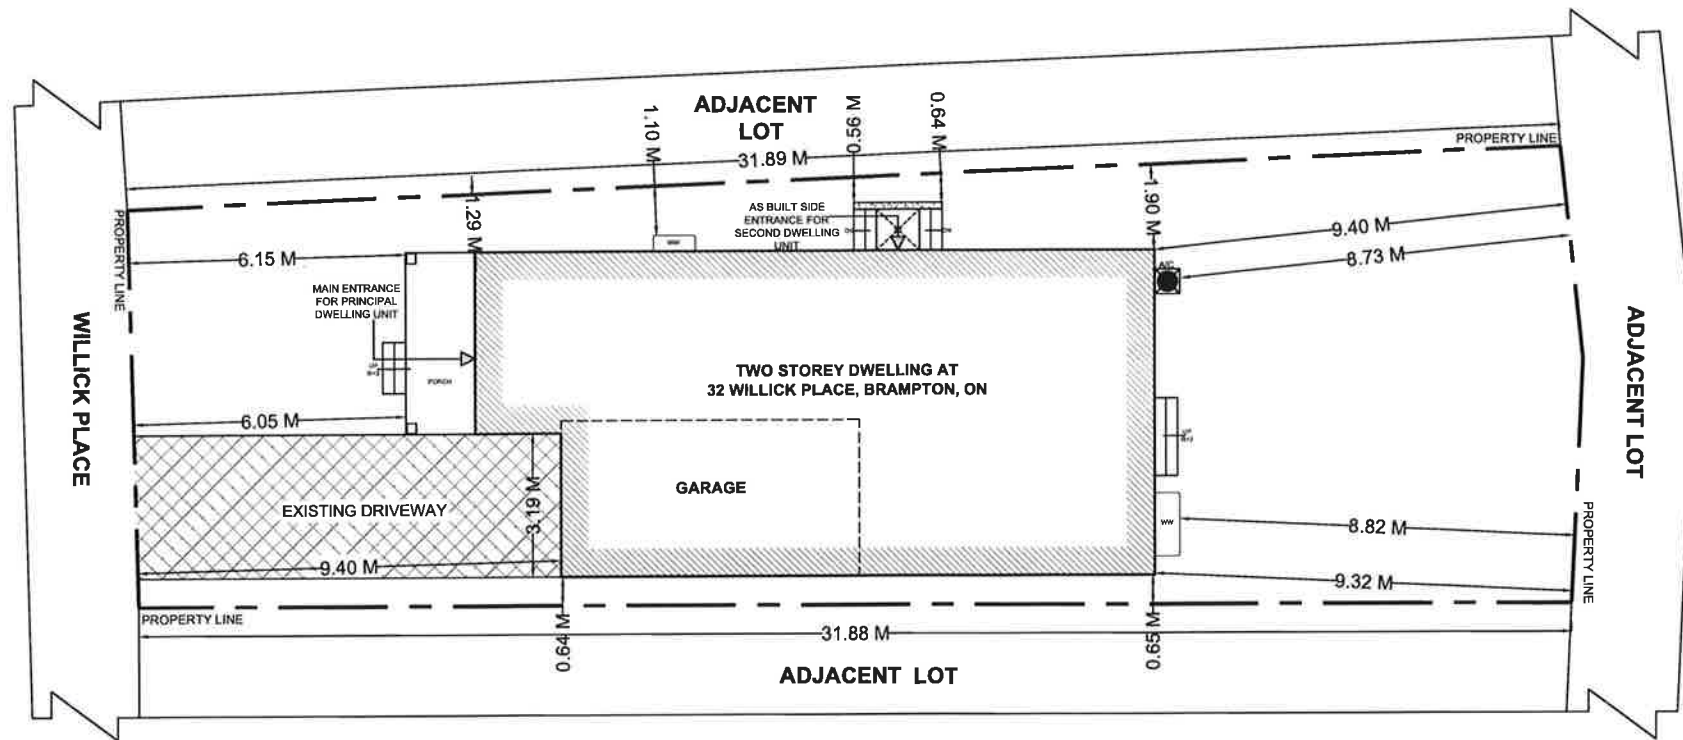 ADJACENT
LOT
31.89 M
1.10 M
0.56 M
0.64 M
PROPERTY LINE
PROPERTY LINE
1.29 M
AS BUILT SIDE
ENTRANCE FOR
SECOND DWELLING
UNIT
1.90 M
9.40 M
8.73 M
6.15 M
WW
A/C
MAIN ENTRANCE
FOR PRINCIPAL
DWELLING UNIT
UP
PORCH
WILLICK PLACE
TWO STOREY DWELLING AT
32 WILLICK PLACE, BRAMPTON, ON
ADJACENT LOT
6.05 M
UP
GARAGE
EXISTING DRIVEWAY
3.19 M
9.40 M
WW
8.82 M
9.32 M
PROPERTY LINE
PROPERTY LINE
0.64 M
31.88 M
0.65 M
ADJACENT LOT